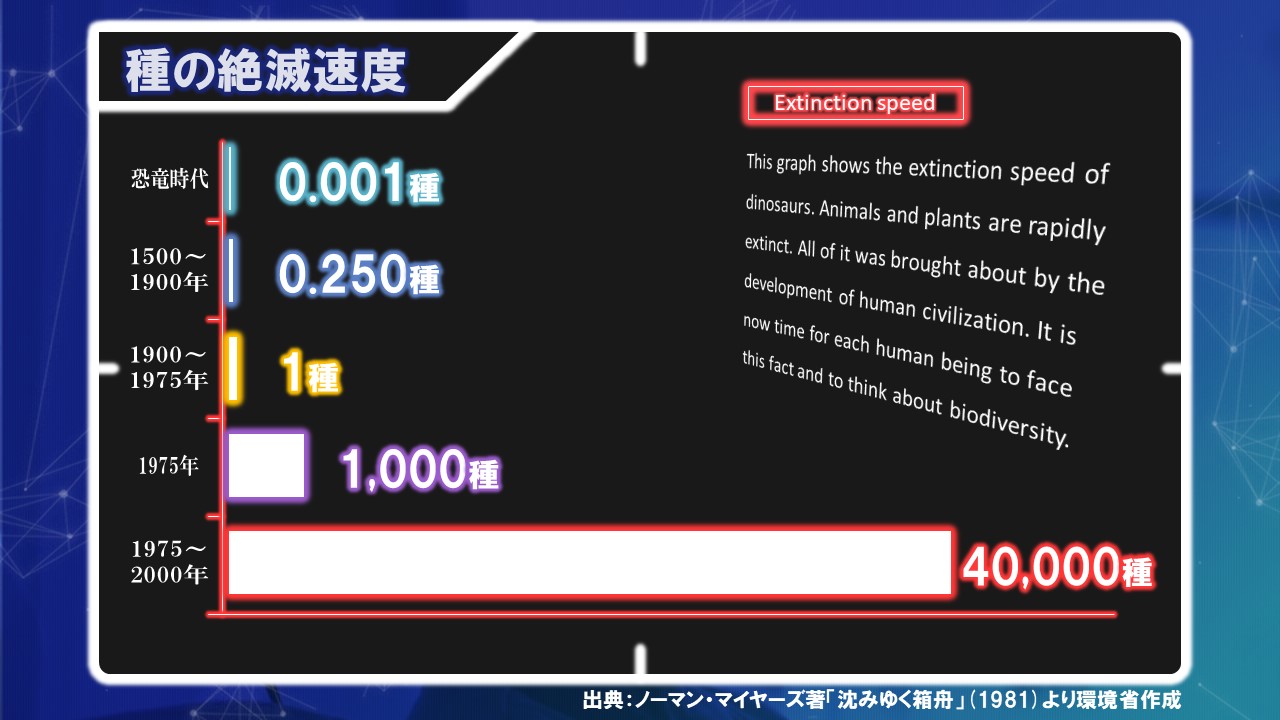 種の絶滅速度
Extinction speed
This graph shows the extinction speed of
dinosaurs. Animals and plants are rapidly
extinct. All of it was brought about by the
development of human civilization. It is
now time for each human being to face
this fact and to think about biodiversity.
恐竜時代
0.001種
1500～
1900年
0.250種
1900～
1975年
1種
1975年
1,000種
1975～
2000年
40,000種
出典：ノーマン・マイヤーズ著「沈みゆく箱舟」（1981）より環境省作成